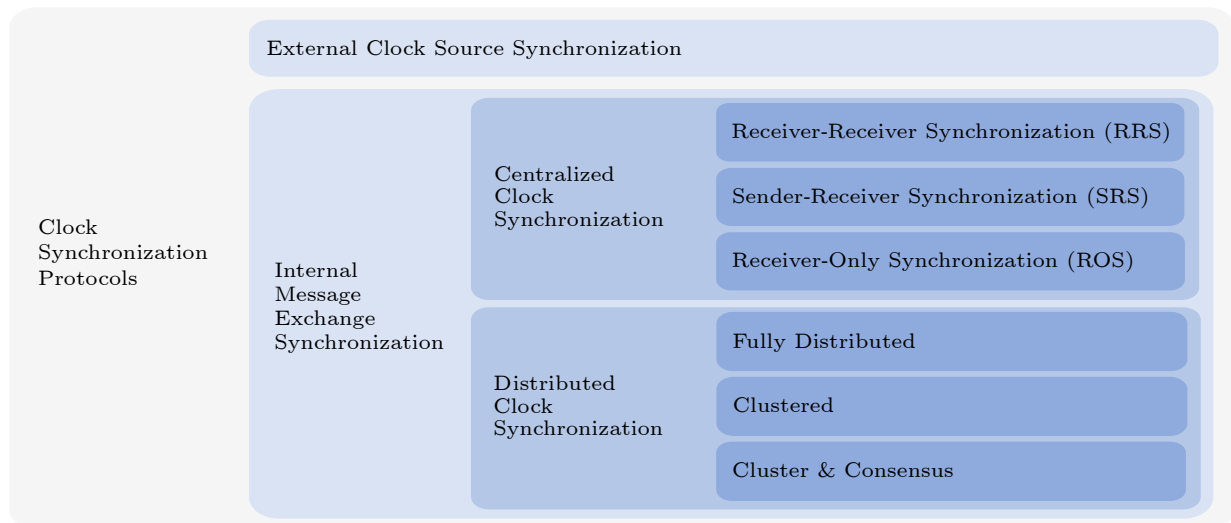 External Clock Source Synchronization
Clock
Synchronization
Protocols
Internal
Message
Exchange
Synchronization
Centralized
Clock
Synchronization
Receiver-Receiver Synchronization (RRS)
Sender-Receiver Synchronization (SRS)
Receiver-Only Synchronization (ROS)
Distributed
Clock
Synchronization
Fully Distributed
Clustered
Cluster & Consensus